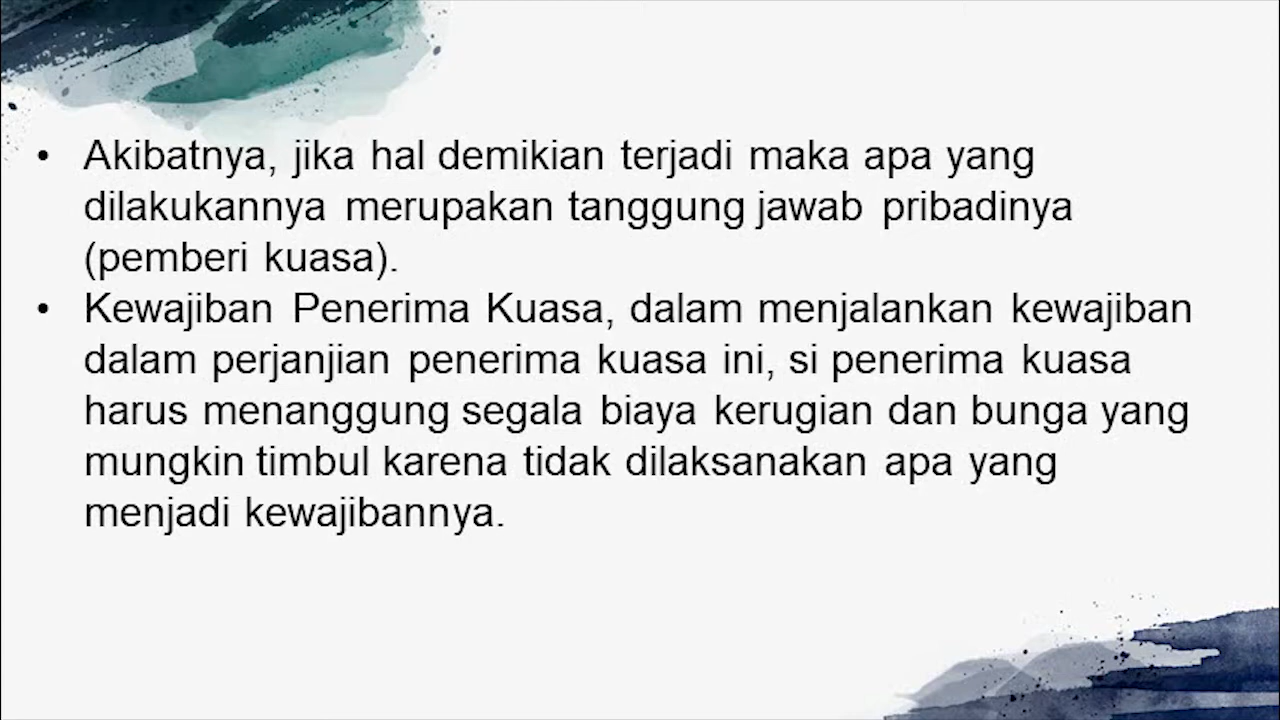 • Akibatnya, jika hal demikian terjadi maka apa yang
dilakukannya merupakan tanggung jawab pribadinya
(pemberi kuasa).
• Kewajiban Penerima Kuasa, dalam menjalankan kewajiban
dalam perjanjian penerima kuasa ini, si penerima kuasa
harus menanggung segala biaya kerugian dan bunga yang
mungkin timbul karena tidak dilaksanakan apa yang
menjadi kewajibannya.